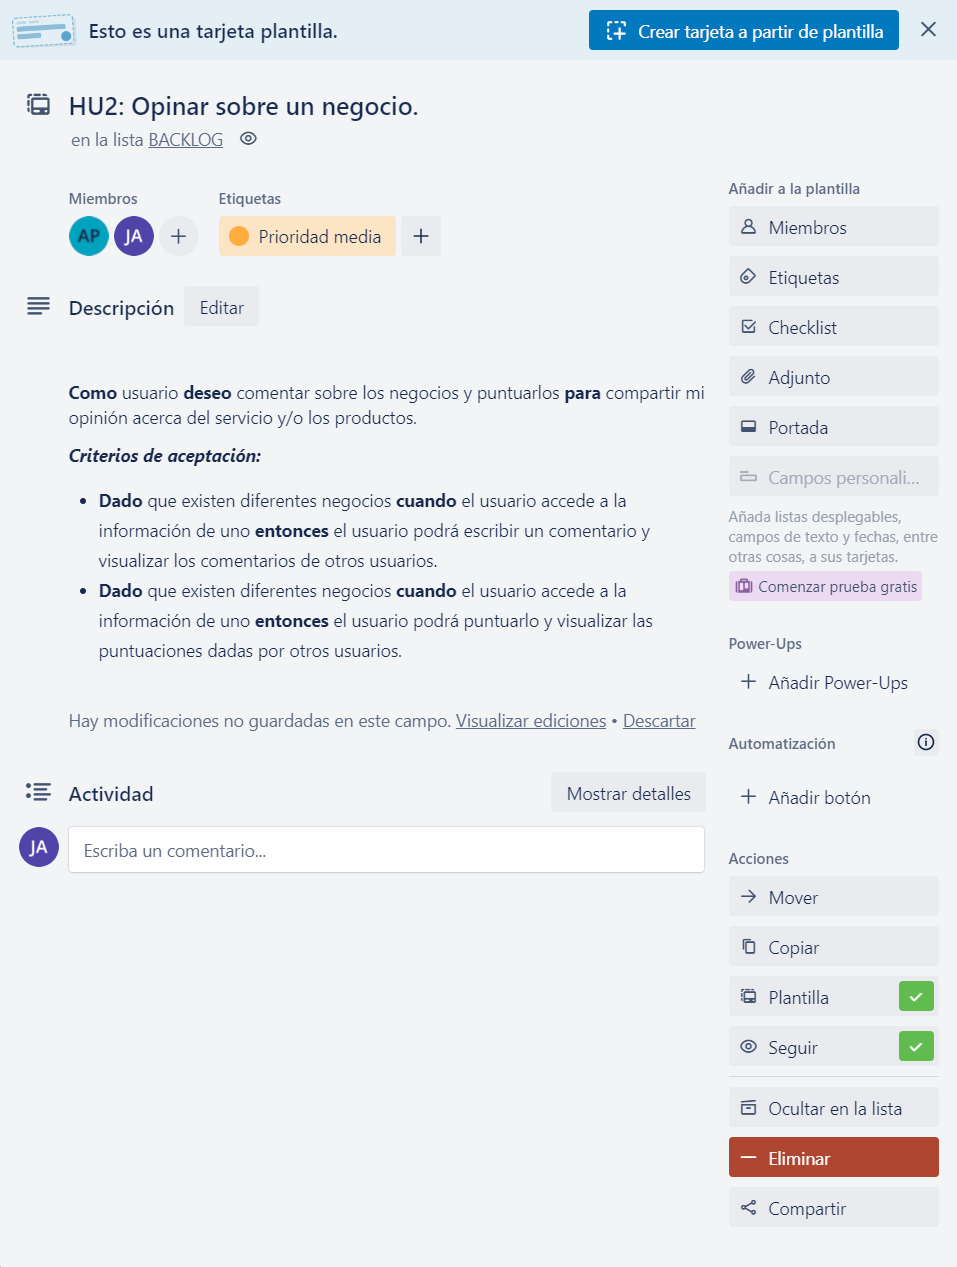 Esto es una tarjeta plantilla.
Crear tarjeta a partir de plantilla
HU2: Opinar sobre un negocio.
en la lista BACKLOG
Miembros
Etiquetas
AP
JA
Prioridad media
Descripción
Editar
Como usuario deseo comentar sobre los negocios y puntuarlos para compartir mi
opinión acerca del servicio y/o los productos.
Criterios de aceptación:
• Dado que existen diferentes negocios cuando el usuario accede a la
información de uno entonces el usuario podrá escribir un comentario y
visualizar los comentarios de otros usuarios.
• Dado que existen diferentes negocios cuando el usuario accede a la
información de uno entonces el usuario podrá puntuarlo y visualizar las
puntuaciones dadas por otros usuarios.
Hay modificaciones no guardadas en este campo. Visualizar ediciones • Descartar
Actividad
Mostrar detalles
JA
Escriba un comentario...
Añadir a la plantilla
Miembros
Etiquetas
Checklist
Adjunto
Portada
Campos personali...
Añada listas desplegables,
campos de texto y fechas, entre
otras cosas, a sus tarjetas.
Comenzar prueba gratis
Power-Ups
Añadir Power-Ups
Automatización
Añadir botón
Acciones
Mover
Copiar
Plantilla
Seguir
Ocultar en la lista
Eliminar
Compartir